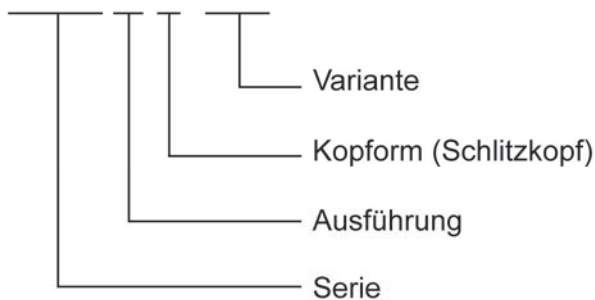 Variante
Kopform (Schlitzkopf)
Ausführung
Serie